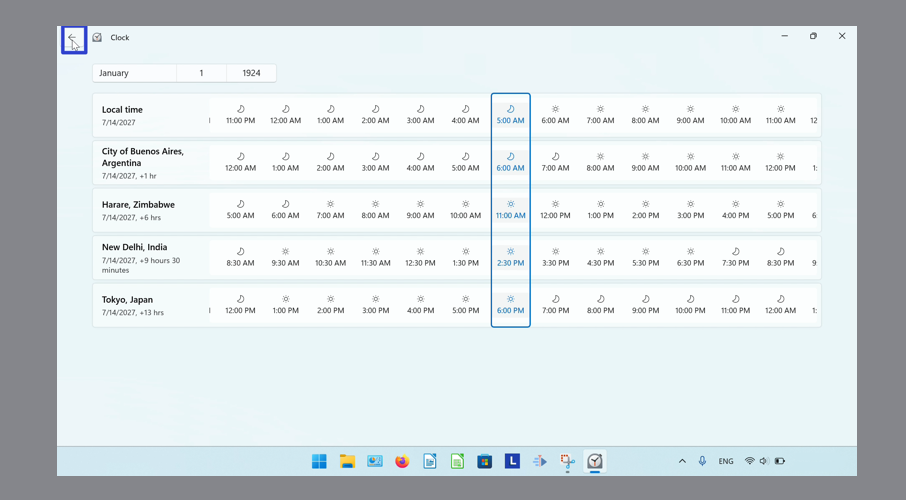 Clock
January 1 1924
Local time
7/14/2027
11:00 PM 12:00 AM 1:00 AM 2:00 AM 3:00 AM 4:00 AM 5:00 AM 6:00 AM 7:00 AM 8:00 AM 9:00 AM 10:00 AM 11:00 AM 12
City of Buenos Aires,
Argentina
7/14/2027, +1 hr
12:00 AM 1:00 AM 2:00 AM 3:00 AM 4:00 AM 5:00 AM 6:00 AM 7:00 AM 8:00 AM 9:00 AM 10:00 AM 11:00 AM 12:00 PM 1:
Harare, Zimbabwe
7/14/2027, +6 hrs
5:00 AM 6:00 AM 7:00 AM 8:00 AM 9:00 AM 10:00 AM 11:00 AM 12:00 PM 1:00 PM 2:00 PM 3:00 PM 4:00 PM 5:00 PM 6
New Delhi, India
7/14/2027, +9 hours 30
minutes
8:30 AM 9:30 AM 10:30 AM 11:30 AM 12:30 PM 1:30 PM 2:30 PM 3:30 PM 4:30 PM 5:30 PM 6:30 PM 7:30 PM 8:30 PM 9
Tokyo, Japan
7/14/2027, +13 hrs
12:00 PM 1:00 PM 2:00 PM 3:00 PM 4:00 PM 5:00 PM 6:00 PM 7:00 PM 8:00 PM 9:00 PM 10:00 PM 11:00 PM 12:00 AM 1:
L
ENG